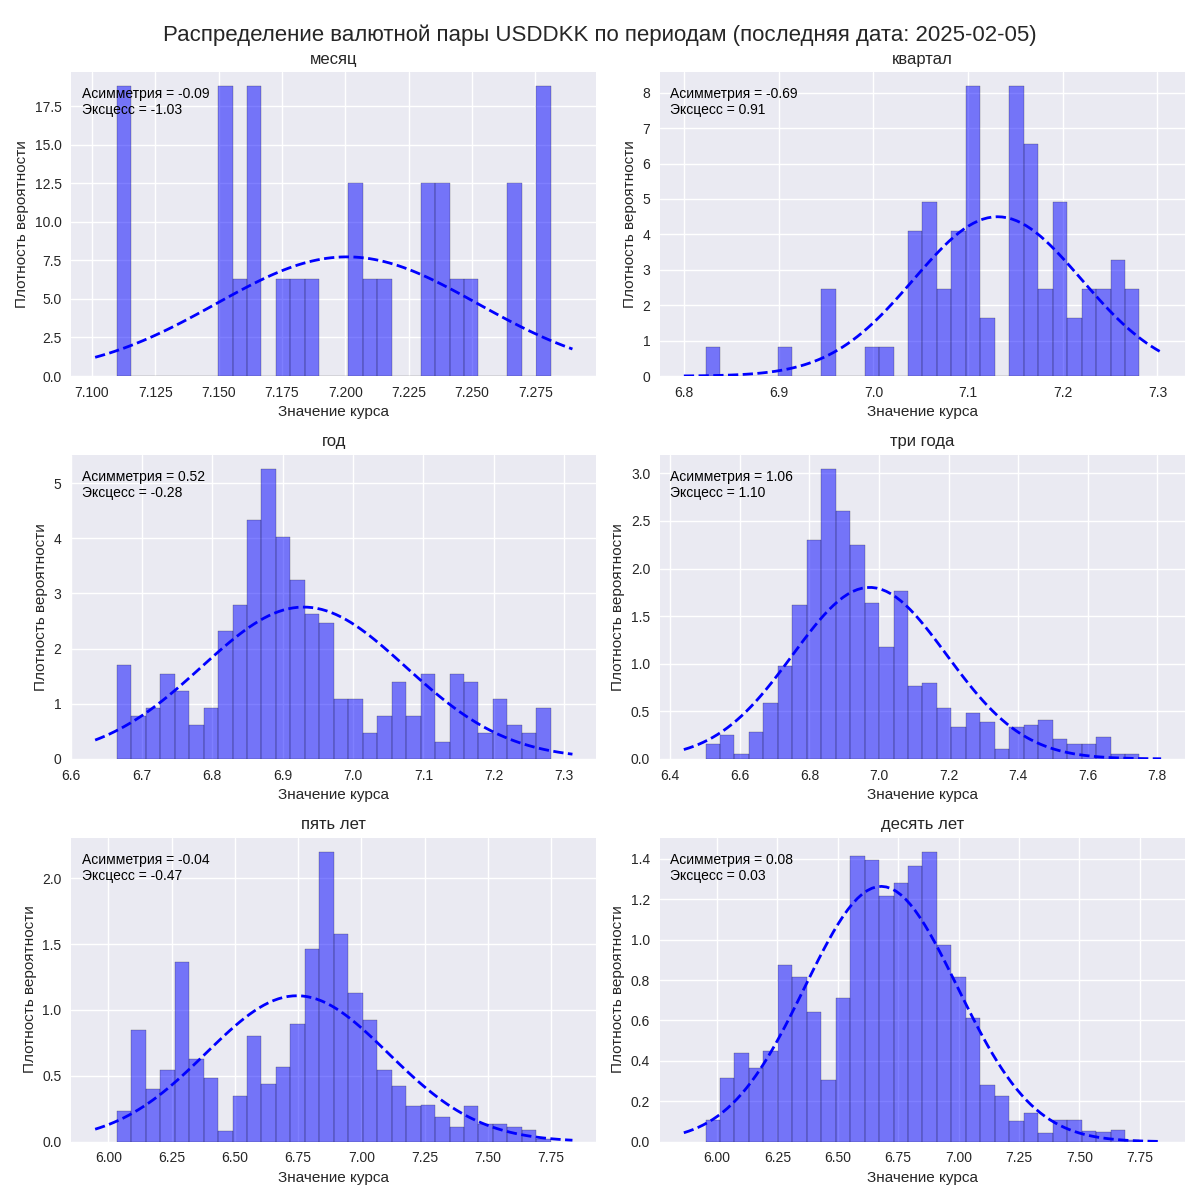 Распределение валютной пары USDDKK по периодам (последняя дата: 2025-02-05)
месяц
Асимметрия = -0.09
Эксцесс = -1.03
Плотность вероятности
17.5
15.0
12.5
10.0
7.5
5.0
2.5
0.0
7.100 7.125 7.150 7.175 7.200 7.225 7.250 7.275
Значение курса
квартал
Асимметрия = -0.69
Эксцесс = 0.91
Плотность вероятности
8
7
6
5
4
3
2
1
0
6.8 6.9 7.0 7.1 7.2 7.3
Значение курса
год
Асимметрия = 0.52
Эксцесс = -0.28
Плотность вероятности
5
4
3
2
1
0
6.6 6.7 6.8 6.9 7.0 7.1 7.2 7.3
Значение курса
три года
Асимметрия = 1.06
Эксцесс = 1.10
Плотность вероятности
3.0
2.5
2.0
1.5
1.0
0.5
0.0
6.4 6.6 6.8 7.0 7.2 7.4 7.6 7.8
Значение курса
пять лет
Асимметрия = -0.04
Эксцесс = -0.47
Плотность вероятности
2.0
1.5
1.0
0.5
0.0
6.00 6.25 6.50 6.75 7.00 7.25 7.50 7.75
Значение курса
десять лет
Асимметрия = 0.08
Эксцесс = 0.03
Плотность вероятности
1.4
1.2
1.0
0.8
0.6
0.4
0.2
0.0
6.00 6.25 6.50 6.75 7.00 7.25 7.50 7.75
Значение курса